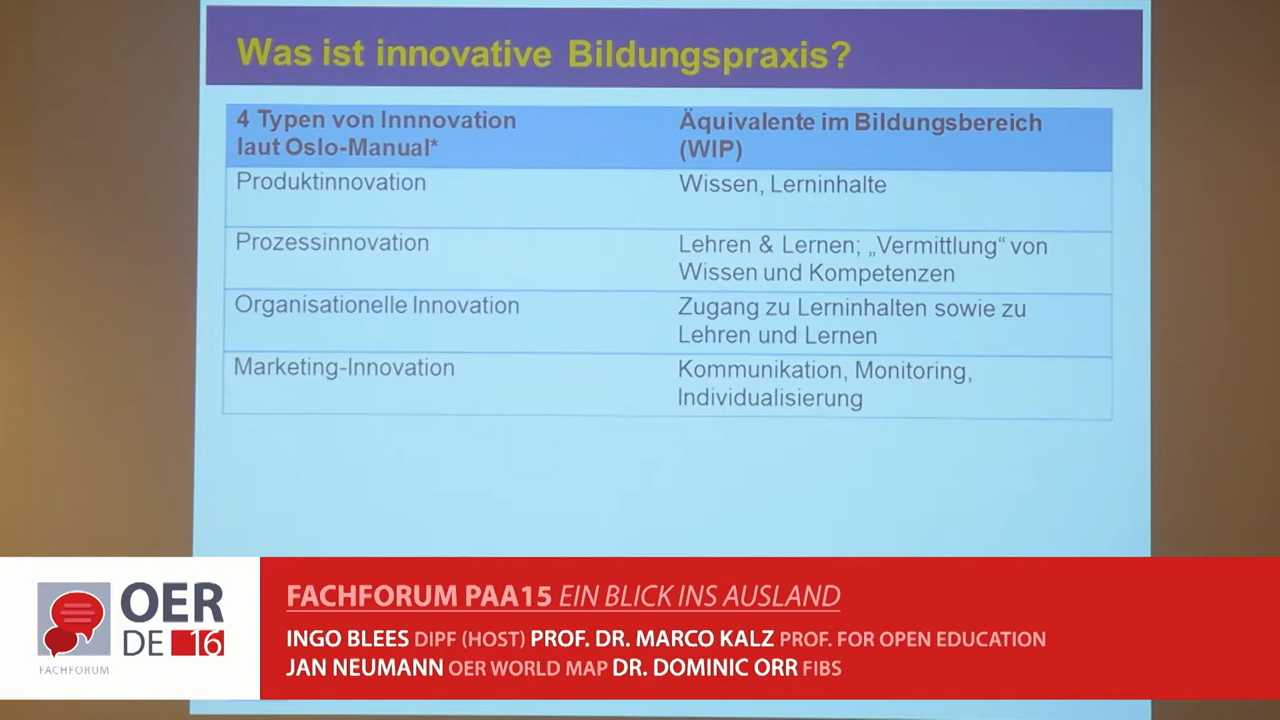 Was ist innovative Bildungspraxis?
4 Typen von Innnovation
laut Oslo-Manual*
Äquivalente im Bildungsbereich
(WIP)
Produktinnovation
Wissen, Lerninhalte
Prozessinnovation
Lehren & Lernen; „Vermittlung“ von
Wissen und Kompetenzen
Organisationelle Innovation
Zugang zu Lerninhalten sowie zu
Lehren und Lernen
Marketing-Innovation
Kommunikation, Monitoring,
Individualisierung
OER
DE 16
FACHFORUM
FACHFORUM PAA15 EIN BLICK INS AUSLAND
INGO BLEES DIPF (HOST) PROF. DR. MARCO KALZ PROF. FOR OPEN EDUCATION
JAN NEUMANN OER WORLD MAP DR. DOMINIC ORR FIBS